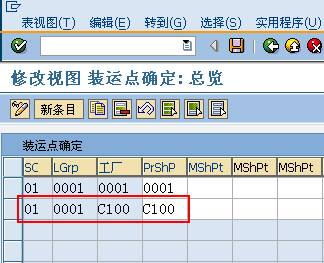 表视图(T) 编辑(E) 转到(G) 选择(S) 实用程序(U)
修改视图 装运点确定: 总览
新条目
装运点确定
SC LGrp 工厂 PrShP MShPt MShPt MShPt
01 0001 0001 0001
01 0001 C100 C100